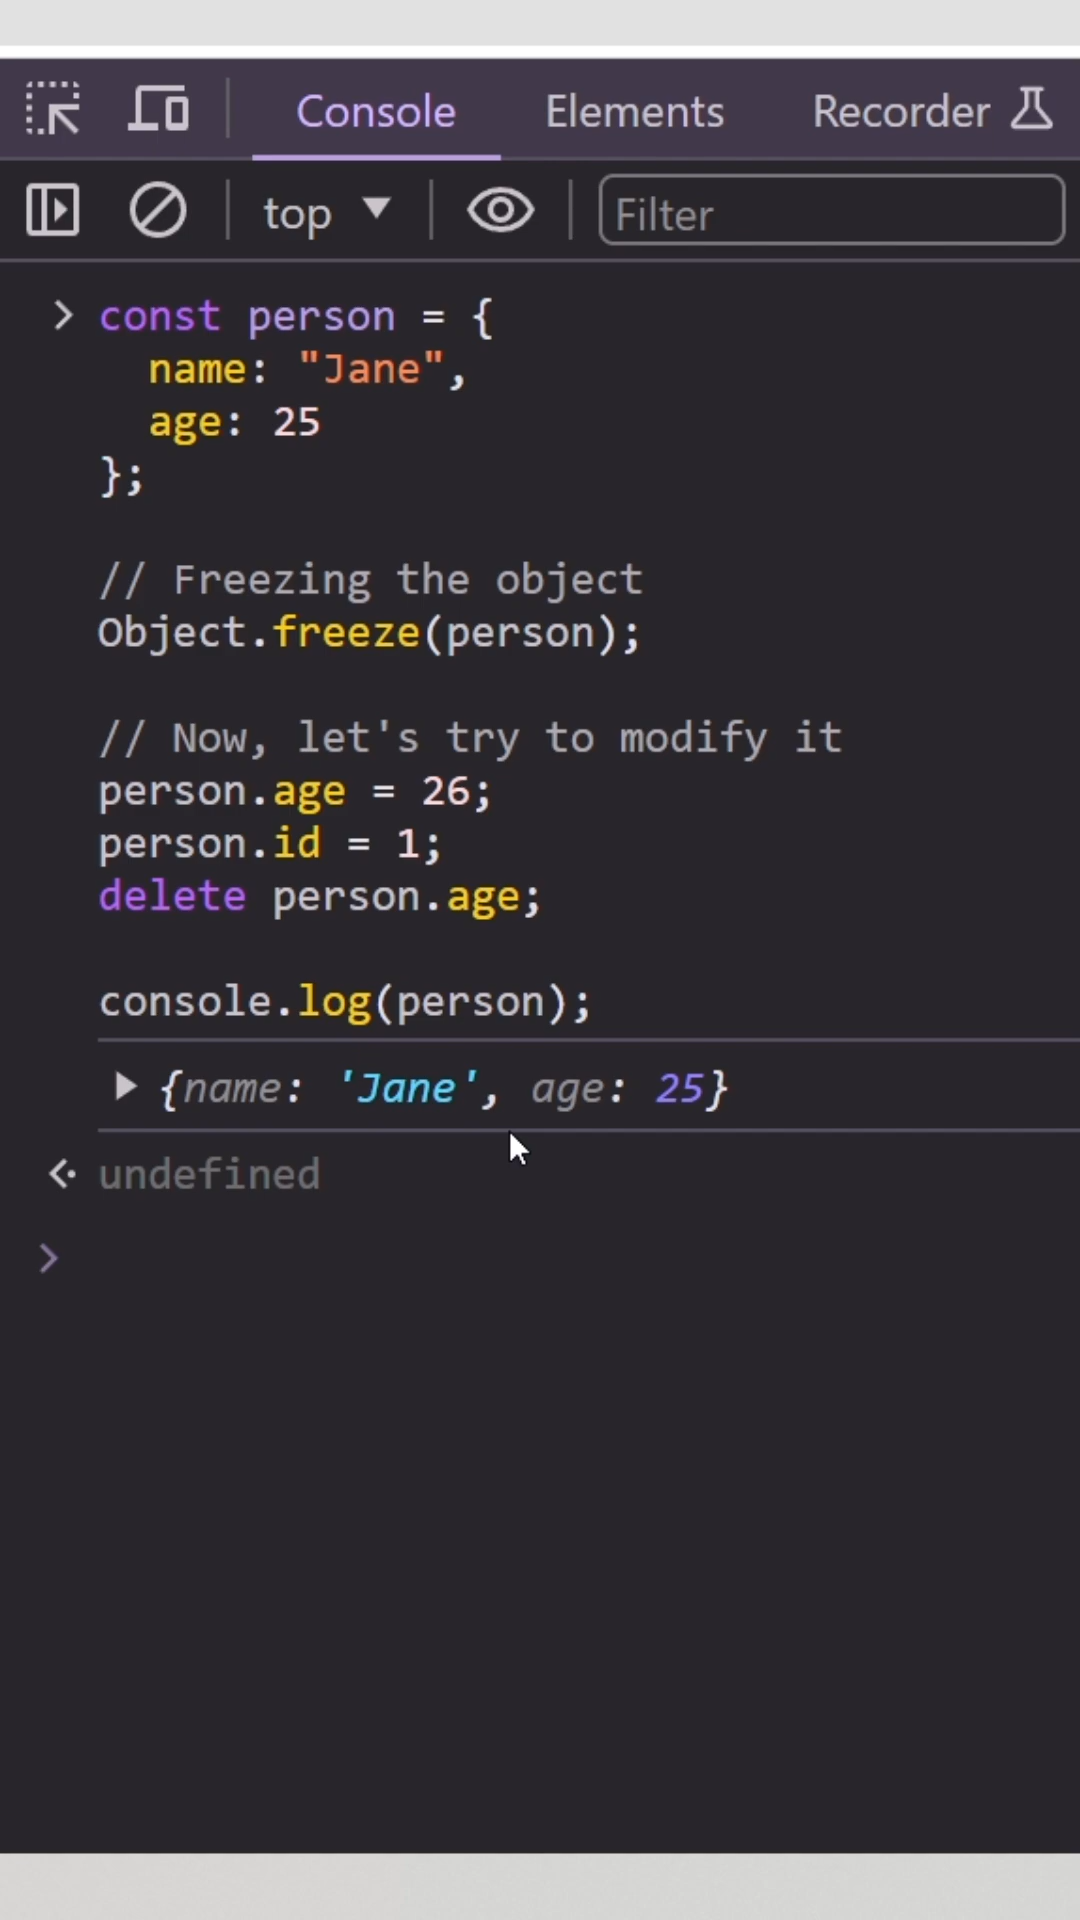 Console Elements Recorder
top Filter
const person = {
name: "Jane",
age: 25
};
// Freezing the object
Object.freeze(person);
// Now, let's try to modify it
person.age = 26;
person.id = 1;
delete person.age;
console.log(person);
{name: 'Jane', age: 25}
undefined